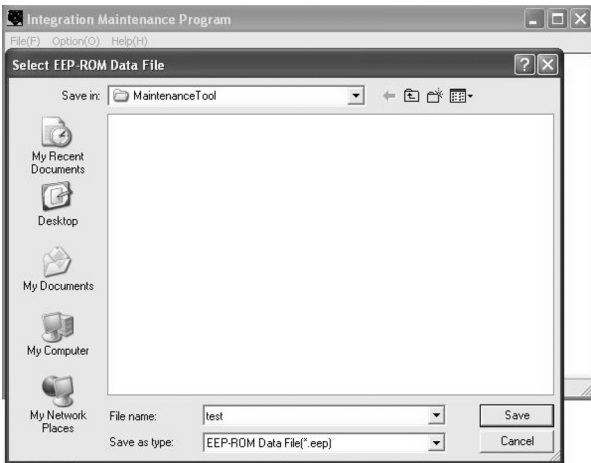 Integration Maintenance Program
File(F) Option(O) Help(H)
Select EEP-ROM Data File
Save in: MaintenanceTool
My Recent
Documents
Desktop
My Documents
My Computer
My Network
Places
File name: test Save
Save as type: EEP-ROM Data File(*.eep) Cancel